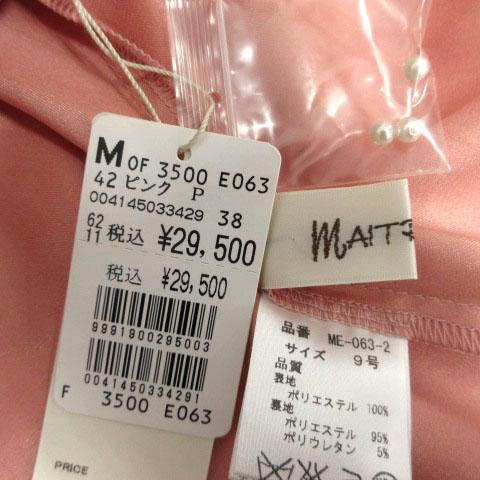 M OF 3500 E063
42 ピンク P
004145033429 38
62
11 税込 ¥29,500
税込 ¥29,500
9991900295003
0041450334291
F 3500 E063
PRICE
MAIT
品番 ME-063-2
サイズ 9号
品質
表地
ポリエステル 100%
裏地
ポリエステル 95%
ポリウレタン 5%